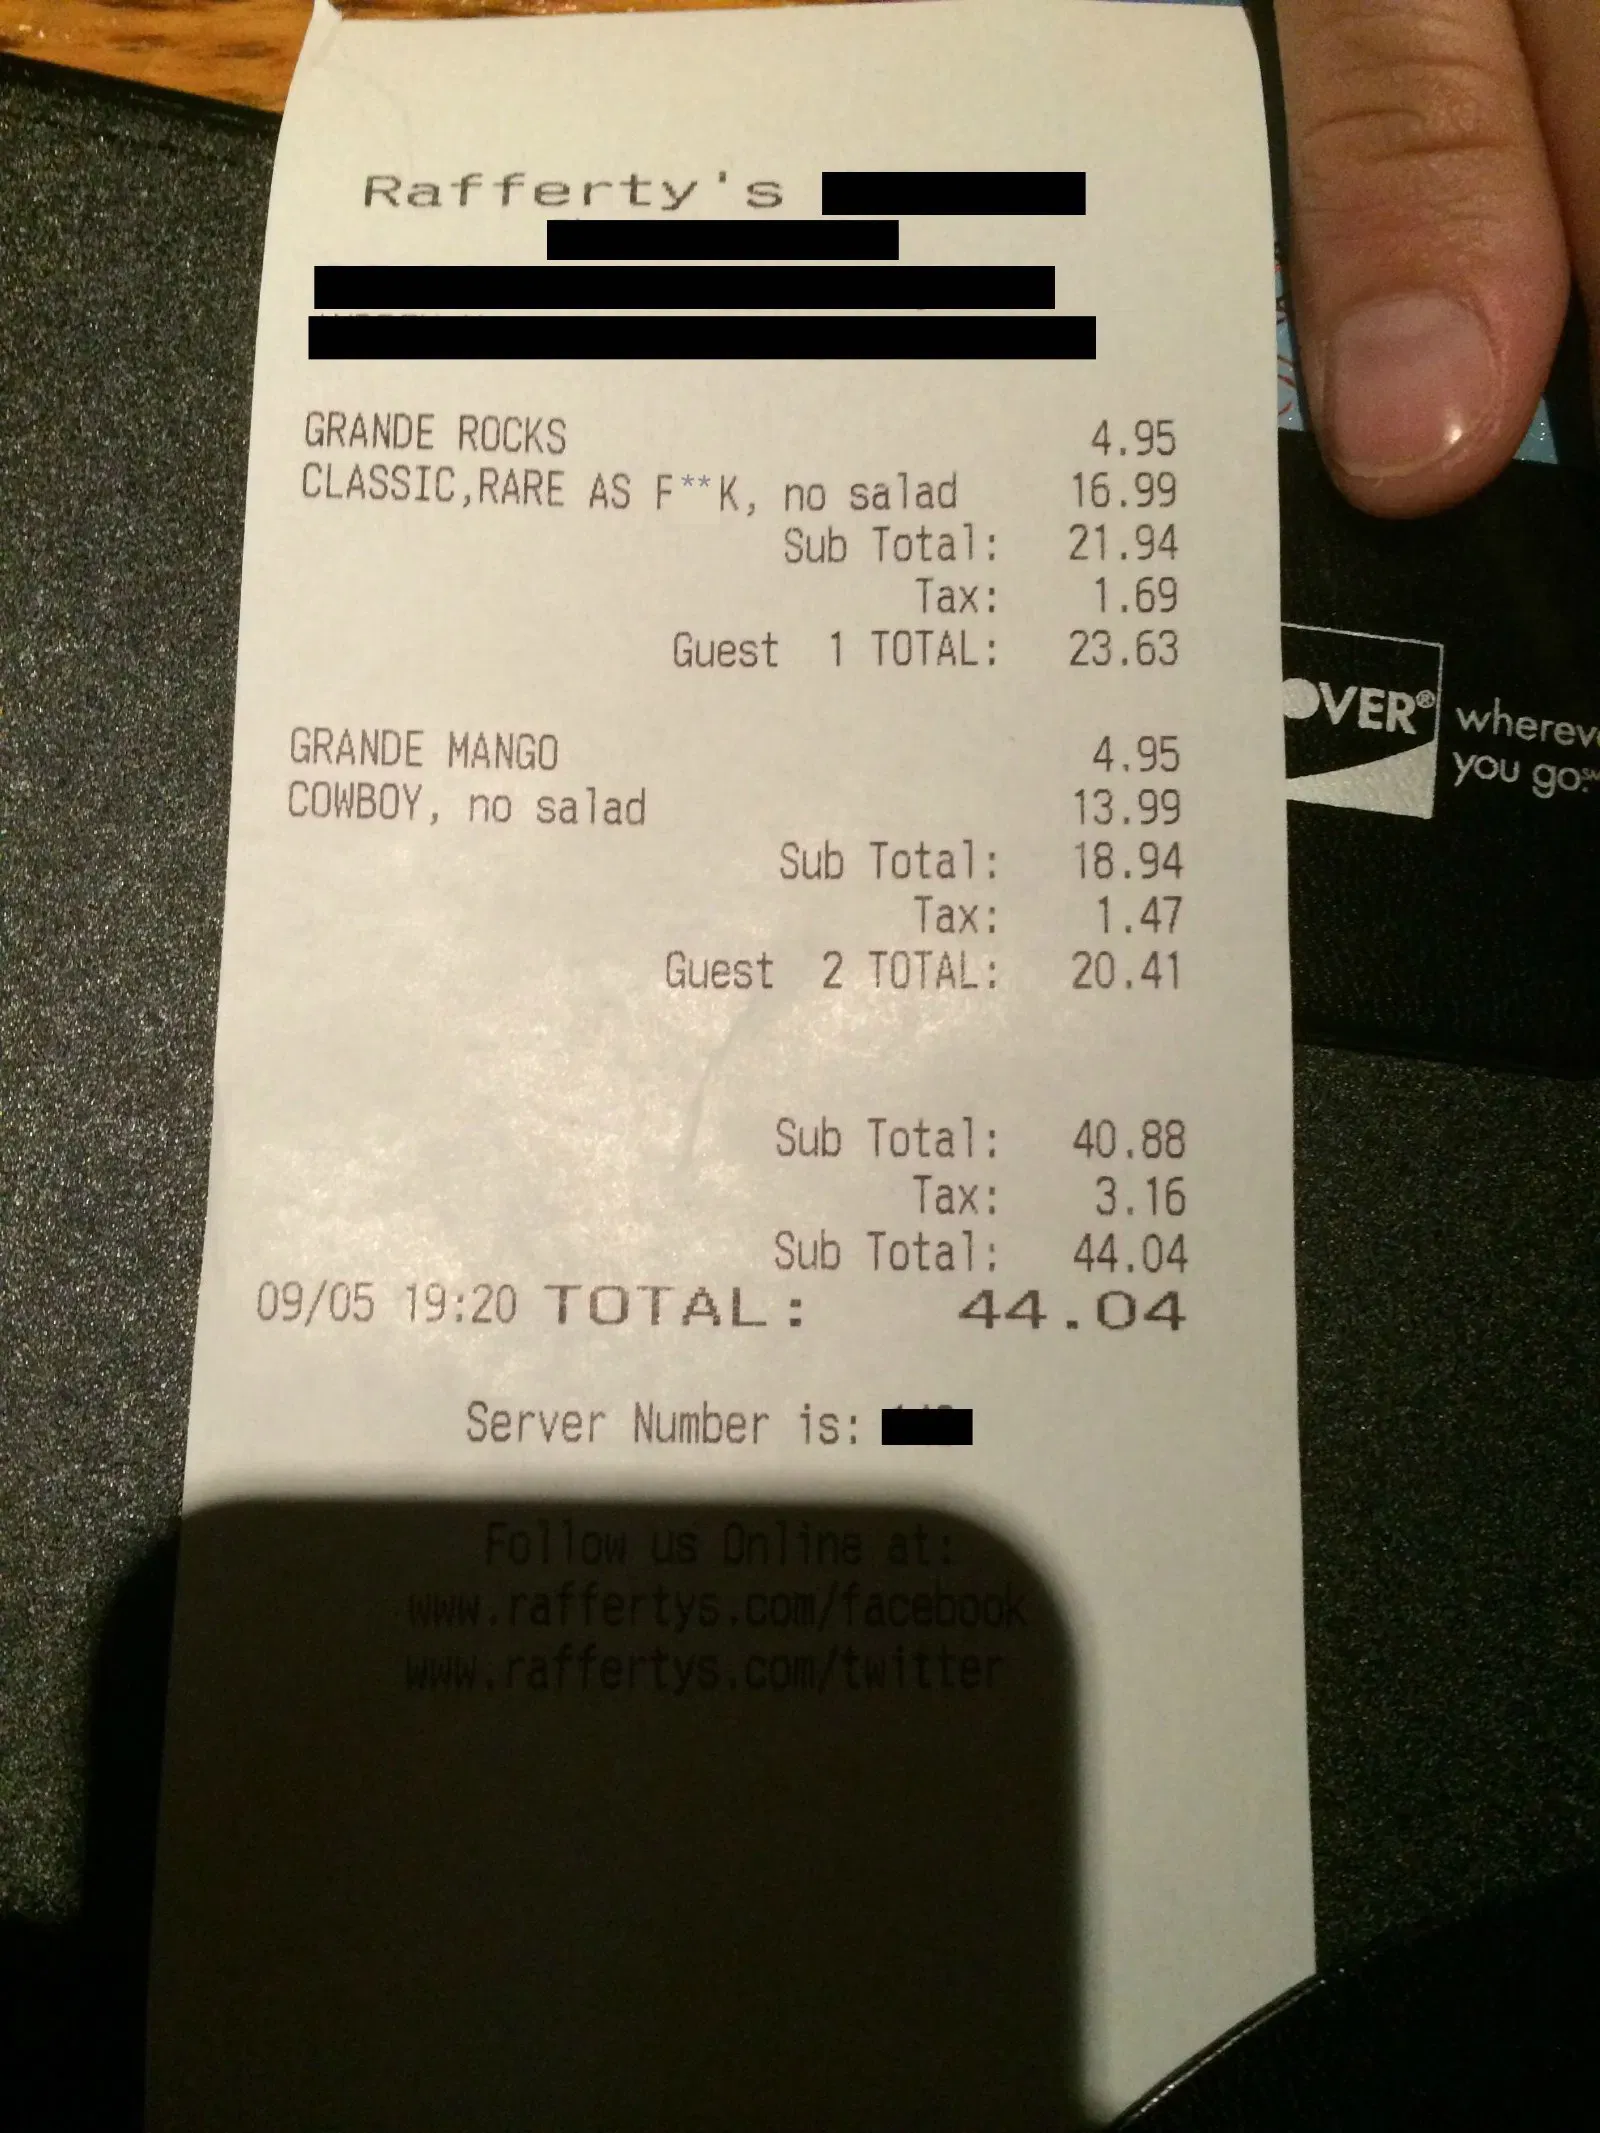 Rafferty's
GRANDE ROCKS 4.95
CLASSIC,RARE AS F**K, no salad 16.99
Sub Total: 21.94
Tax: 1.69
Guest 1 TOTAL: 23.63
GRANDE MANGO 4.95
COWBOY, no salad 13.99
Sub Total: 18.94
Tax: 1.47
Guest 2 TOTAL: 20.41
Sub Total: 40.88
Tax: 3.16
Sub Total: 44.04
09/05 19:20 TOTAL: 44.04
Server Number is:
Follow us Online at:
www.raffertys.com/facebook
www.raffertys.com/twitter
OVER®
wherev
you go.℠